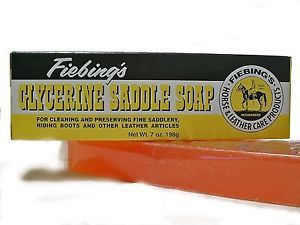 Fiebing's
GLYCERINE SADDLE SOAP
FOR CLEANING AND PRESERVING FINE SADDLERY,
RIDING BOOTS AND OTHER LEATHER ARTICLES
Net Wt. 7 oz. 198g
FIEBING'S
HORSE & LEATHER CARE PRODUCTS